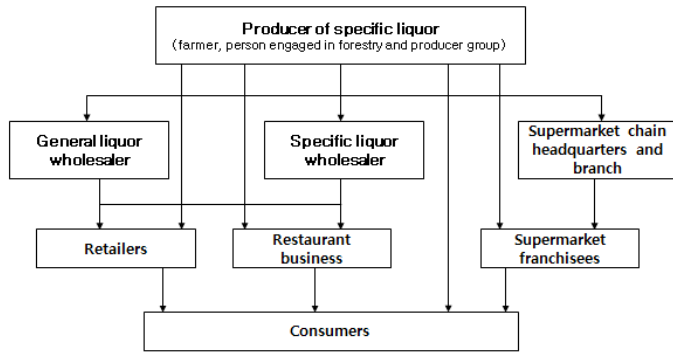 Producer of specific liquor
(farmer, person engaged in forestry and producer group)
General liquor
wholesaler
Specific liquor
wholesaler
Supermarket chain
headquarters and
branch
Retailers
Restaurant
business
Supermarket
franchisees
Consumers